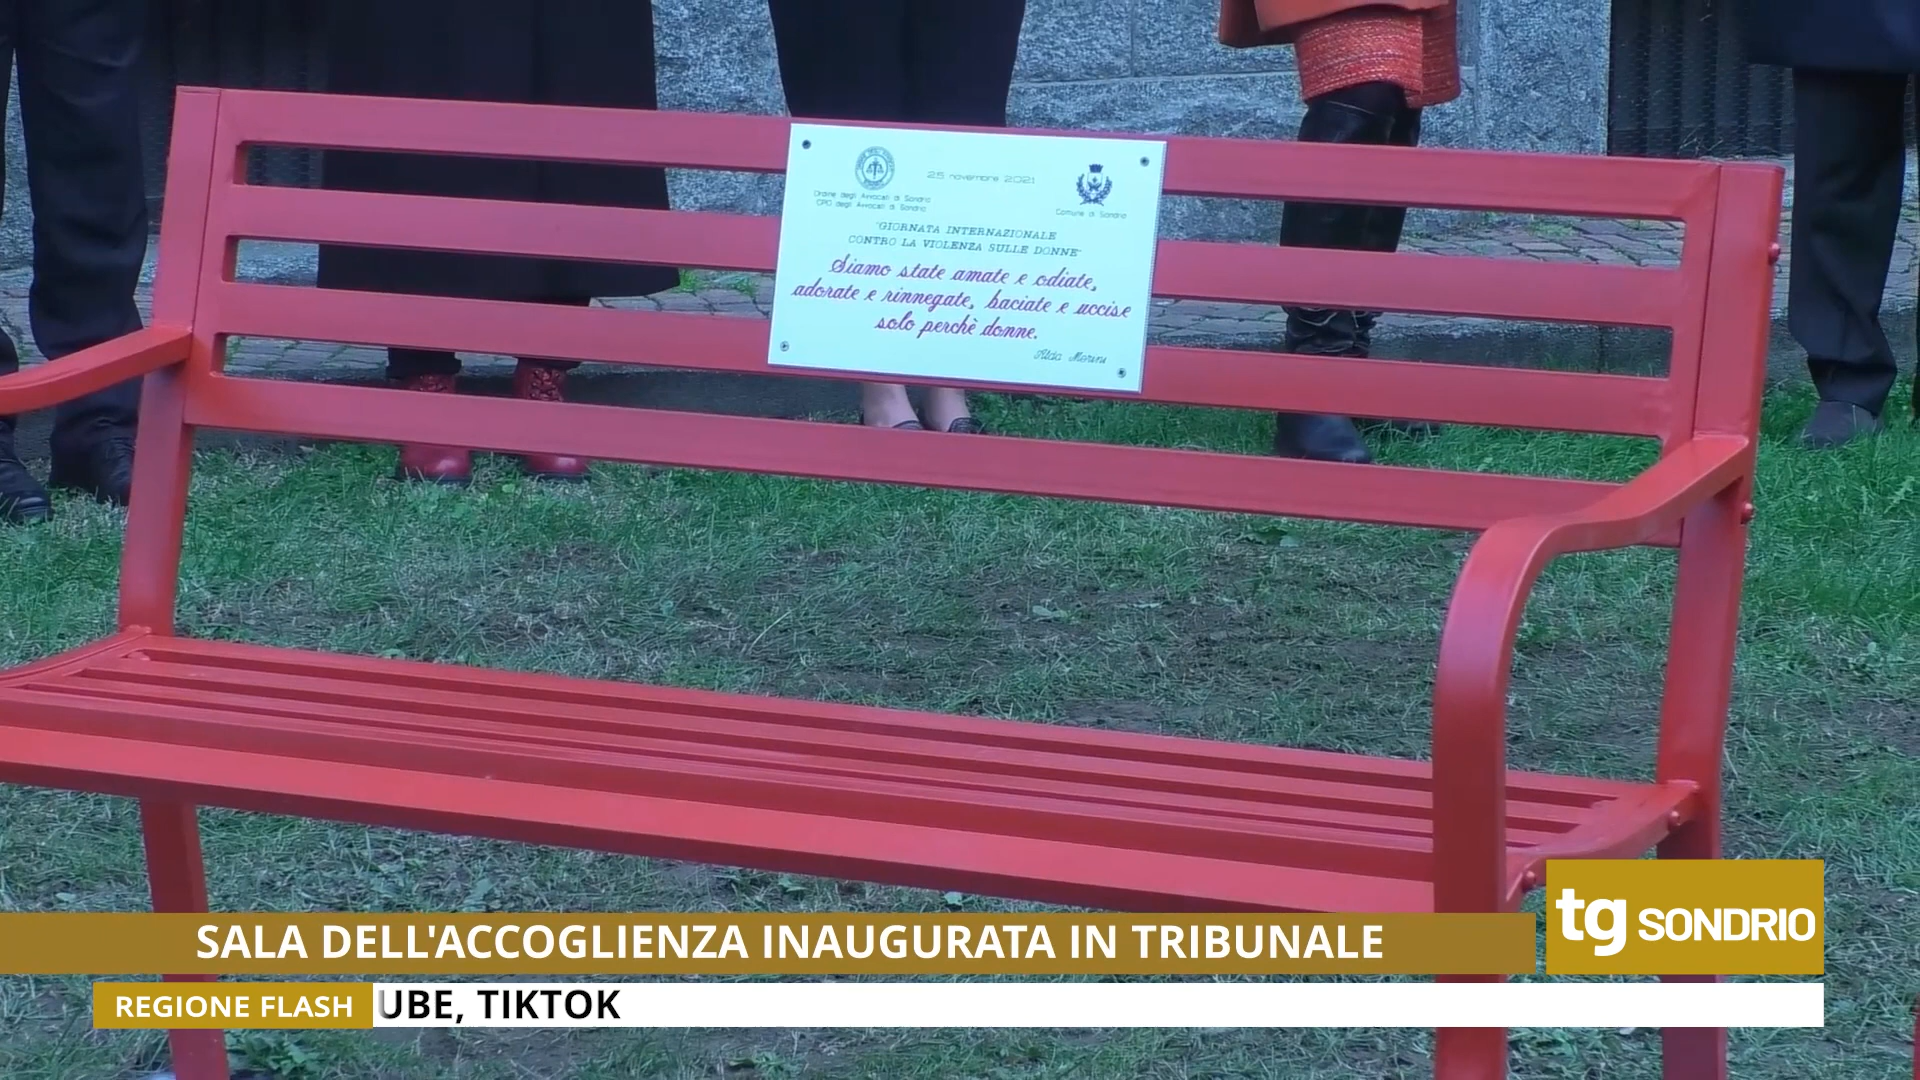 25 novembre 2021
Ordine degli Avvocati di Sondrio
CPO degli Avvocati di Sondrio
Comune di Sondrio
"GIORNATA INTERNAZIONALE
CONTRO LA VIOLENZA SULLE DONNE"
Siamo state amate e odiate,
adorate e rinnegate, baciate e uccise
solo perchè donne.
Alda Merini
SALA DELL'ACCOGLIENZA INAUGURATA IN TRIBUNALE
tg SONDRIO
REGIONE FLASH UBE, TIKTOK